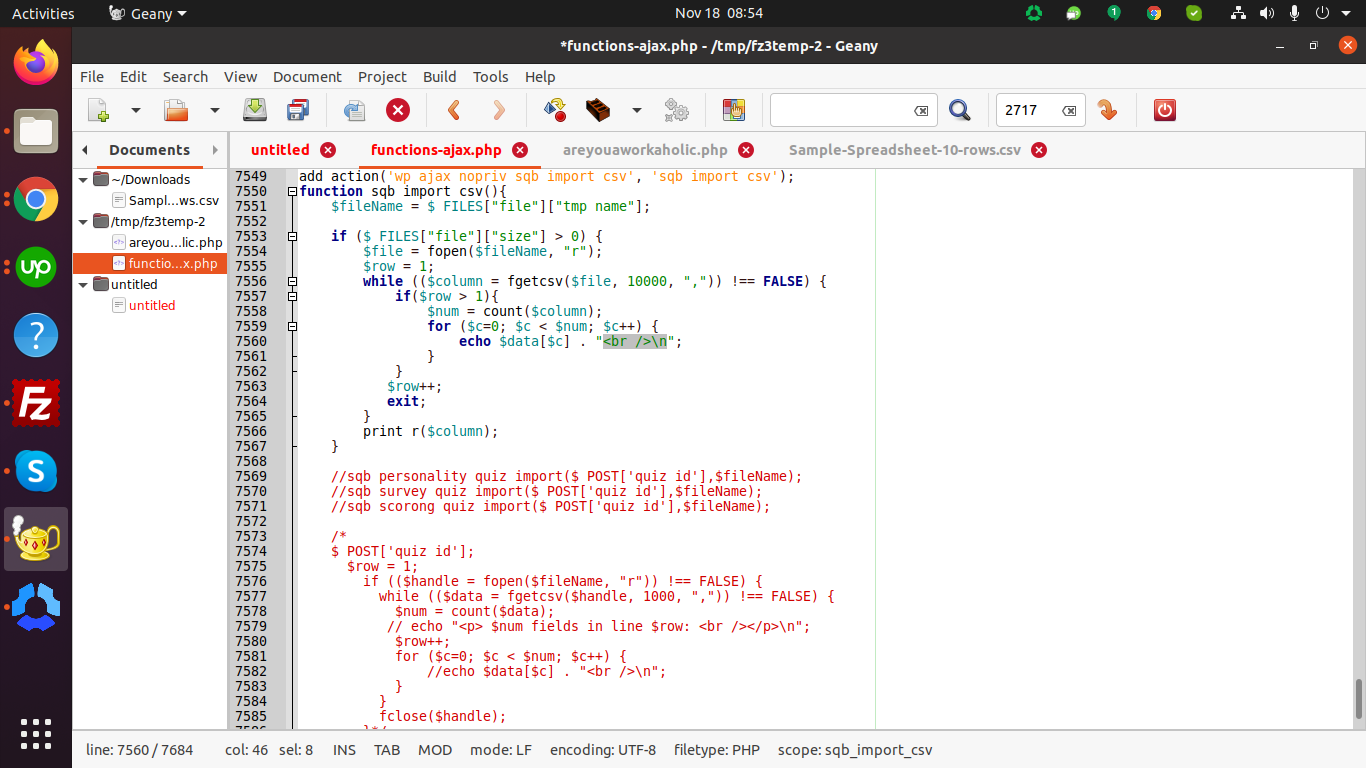 Activities
Geany
Nov 18 08:54
*functions-ajax.php - /tmp/fz3temp-2 - Geany
File Edit Search View Document Project Build Tools Help
2717
Documents
untitled
functions-ajax.php
areyouaworkaholic.php
Sample-Spreadsheet-10-rows.csv
~/Downloads
Sampl...ws.csv
/tmp/fz3temp-2
areyou...lic.php
functio...x.php
untitled
untitled
7549 add action('wp ajax nopriv sqb import csv', 'sqb import csv');
7550 function sqb import csv(){
7551 $fileName = $ FILES["file"]["tmp name"];
7552
7553 if ($ FILES["file"]["size"] > 0) {
7554 $file = fopen($fileName, "r");
7555 $row = 1;
7556 while (($column = fgetcsv($file, 10000, ",")) !== FALSE) {
7557 if($row > 1){
7558 $num = count($column);
7559 for ($c=0; $c < $num; $c++) {
7560 echo $data[$c] . "<br />\n";
7561 }
7562 }
7563 $row++;
7564 exit;
7565 }
7566 print r($column);
7567 }
7568
7569 //sqb personality quiz import($ POST['quiz id'],$fileName);
7570 //sqb survey quiz import($ POST['quiz id'],$fileName);
7571 //sqb scorong quiz import($ POST['quiz id'],$fileName);
7572
7573 /*
7574 $ POST['quiz id'];
7575 $row = 1;
7576 if (($handle = fopen($fileName, "r")) !== FALSE) {
7577 while (($data = fgetcsv($handle, 1000, ",")) !== FALSE) {
7578 $num = count($data);
7579 // echo "<p> $num fields in line $row: <br /></p>\n";
7580 $row++;
7581 for ($c=0; $c < $num; $c++) {
7582 //echo $data[$c] . "<br />\n";
7583 }
7584 }
7585 fclose($handle);
7586 }*/
line: 7560 / 7684 col: 46 sel: 8 INS TAB MOD mode: LF encoding: UTF-8 filetype: PHP scope: sqb_import_csv
up
?
Fz
S
1